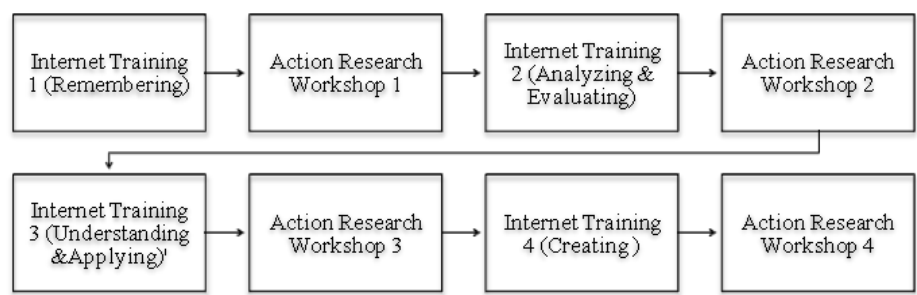 Internet Training
1 (Remembering)
Action Research
Workshop 1
Internet Training
2 (Analyzing &
Evaluating)
Action Research
Workshop 2
Internet Training
3 (Understanding
&Applying)'
Action Research
Workshop 3
Internet Training
4 (Creating )
Action Research
Workshop 4